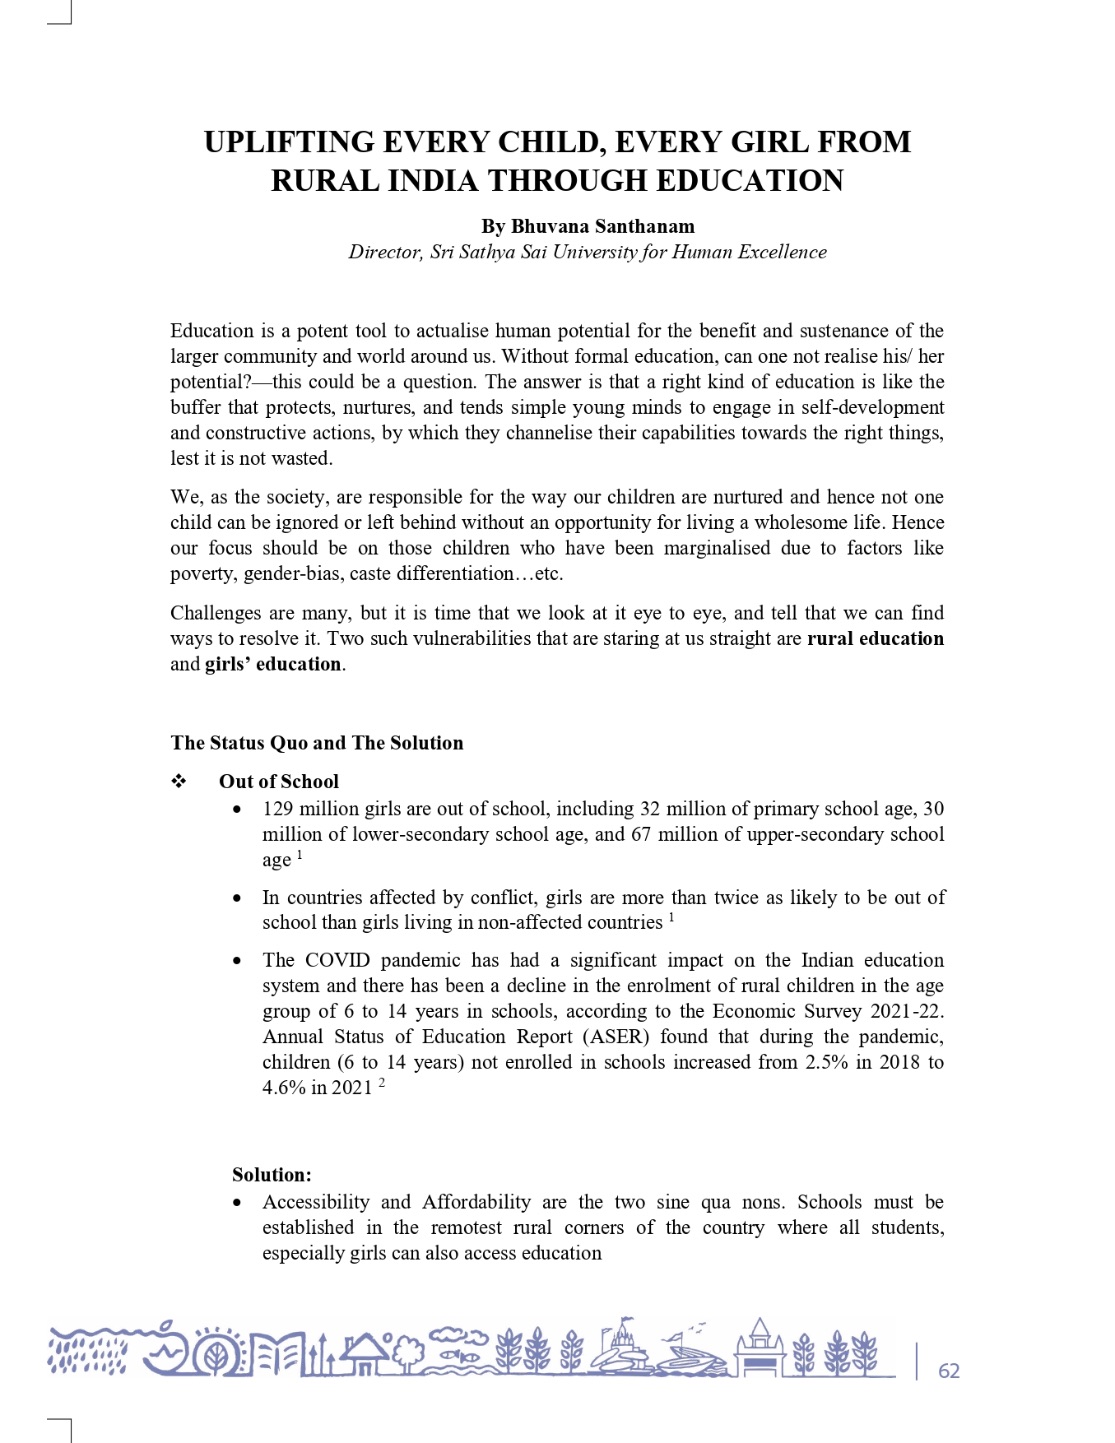 UPLIFTING EVERY CHILD, EVERY GIRL FROM
RURAL INDIA THROUGH EDUCATION
By Bhuvana Santhanam
Director, Sri Sathya Sai University for Human Excellence
Education is a potent tool to actualise human potential for the benefit and sustenance of the
larger community and world around us. Without formal education, can one not realise his/ her
potential?—this could be a question. The answer is that a right kind of education is like the
buffer that protects, nurtures, and tends simple young minds to engage in self-development
and constructive actions, by which they channelise their capabilities towards the right things,
lest it is not wasted.
We, as the society, are responsible for the way our children are nurtured and hence not one
child can be ignored or left behind without an opportunity for living a wholesome life. Hence
our focus should be on those children who have been marginalised due to factors like
poverty, gender-bias, caste differentiation…etc.
Challenges are many, but it is time that we look at it eye to eye, and tell that we can find
ways to resolve it. Two such vulnerabilities that are staring at us straight are rural education
and girls’ education.
The Status Quo and The Solution
❖ Out of School
• 129 million girls are out of school, including 32 million of primary school age, 30
million of lower-secondary school age, and 67 million of upper-secondary school
age 1
• In countries affected by conflict, girls are more than twice as likely to be out of
school than girls living in non-affected countries 1
• The COVID pandemic has had a significant impact on the Indian education
system and there has been a decline in the enrolment of rural children in the age
group of 6 to 14 years in schools, according to the Economic Survey 2021-22.
Annual Status of Education Report (ASER) found that during the pandemic,
children (6 to 14 years) not enrolled in schools increased from 2.5% in 2018 to
4.6% in 2021 2
Solution:
• Accessibility and Affordability are the two sine qua nons. Schools must be
established in the remotest rural corners of the country where all students,
especially girls can also access education
62